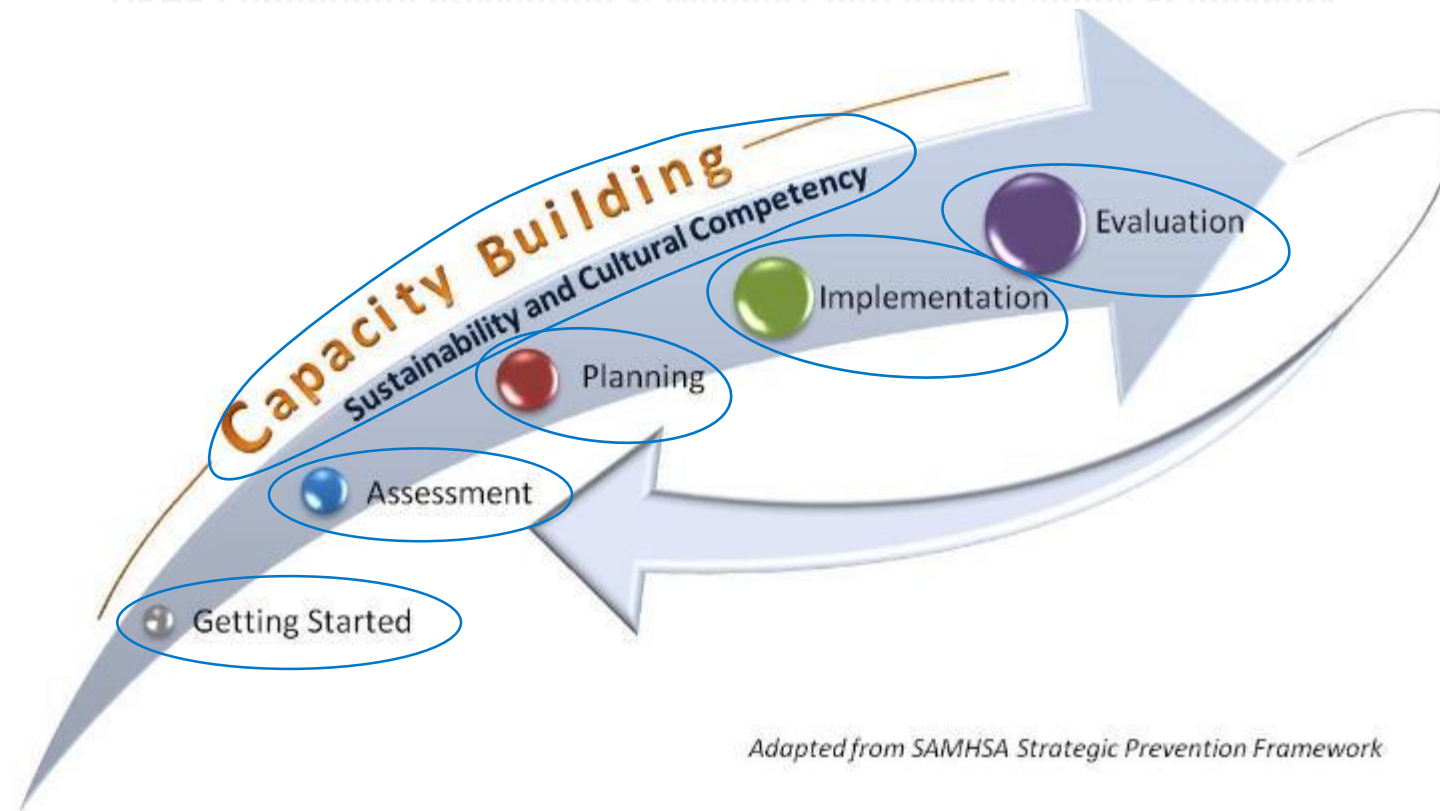 Capacity Building
Sustainability and Cultural Competency
Evaluation
Implementation
Planning
Assessment
Getting Started
Adapted from SAMHSA Strategic Prevention Framework